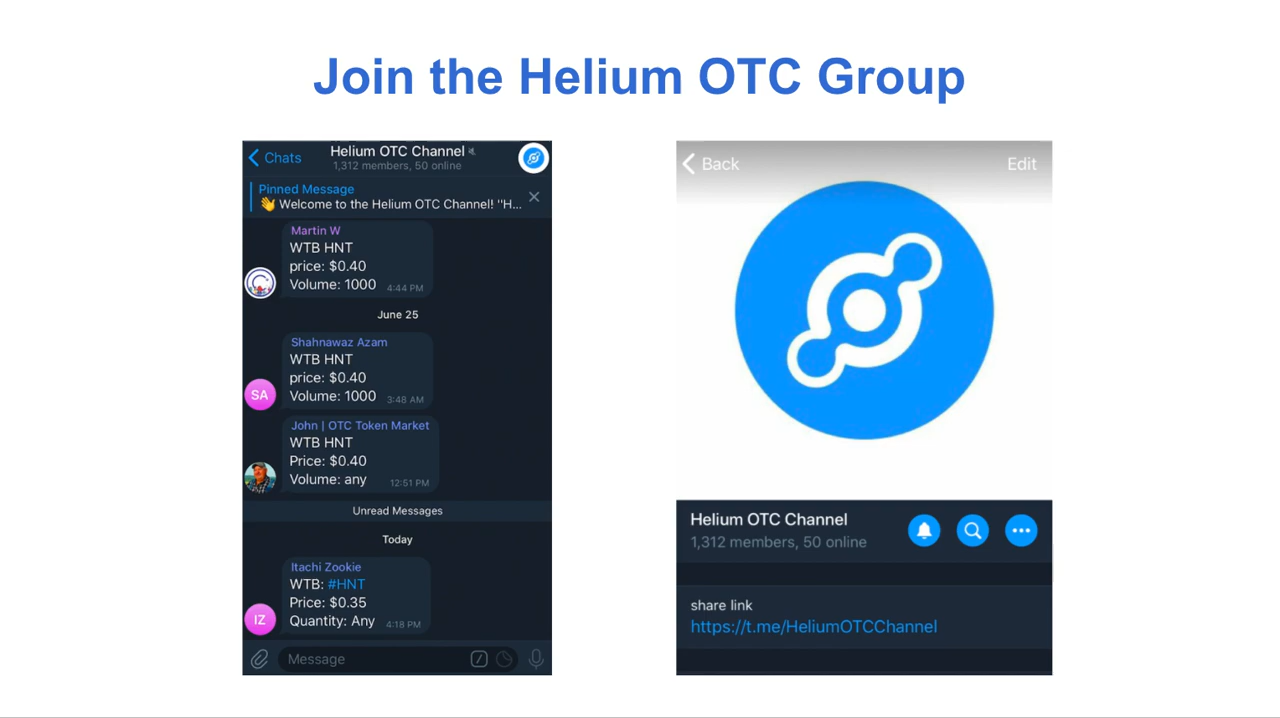 Join the Helium OTC Group
Chats
Helium OTC Channel
1,312 members, 50 online
Pinned Message
👋 Welcome to the Helium OTC Channel! "H...
Martin W
WTB HNT
price: $0.40
Volume: 1000 4:44 PM
June 25
Shahnawaz Azam
WTB HNT
price: $0.40
SA
Volume: 1000 3:48 AM
John | OTC Token Market
WTB HNT
Price: $0.40
Volume: any 12:51 PM
Unread Messages
Today
Itachi Zookie
WTB: #HNT
Price: $0.35
IZ
Quantity: Any 4:18 PM
Message
Back
Edit
Helium OTC Channel
1,312 members, 50 online
share link
https://t.me/HeliumOTCChannel